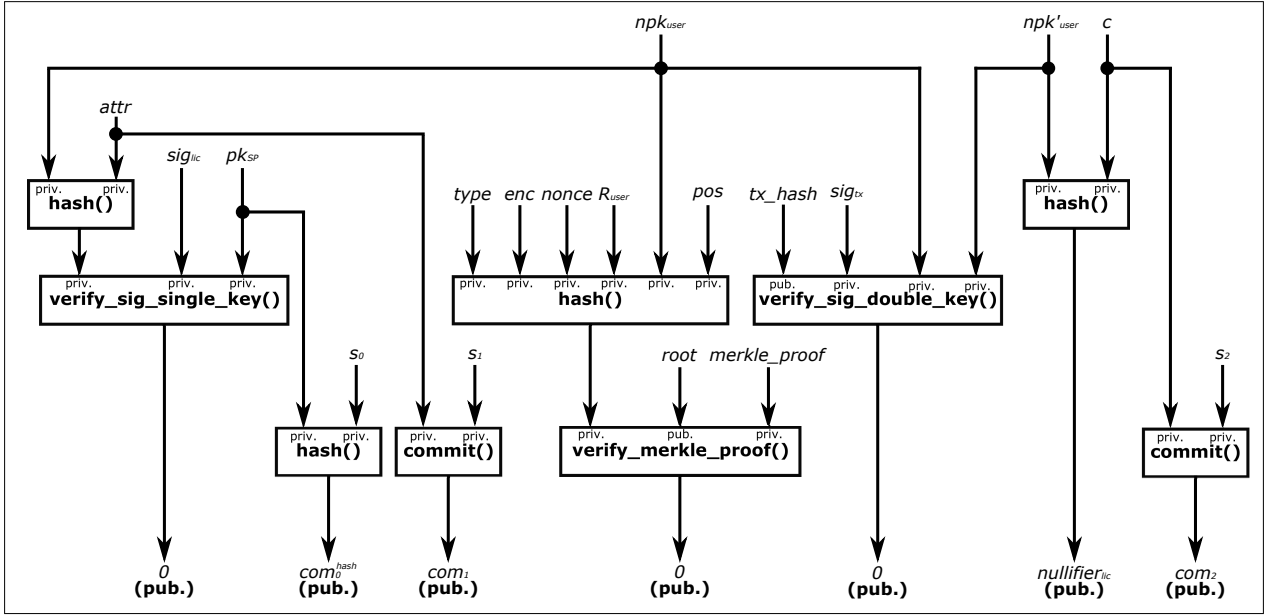 npk_user npk'_user c
attr
sig_lic pk_SP
priv. priv.
hash()
type enc nonce R_user pos tx_hash sig_tx
priv. priv.
hash()
priv. priv. priv.
verify_sig_single_key()
priv. priv. priv. priv. priv. priv.
hash()
pub. priv. priv. priv.
verify_sig_double_key()
s_0 s_1 root merkle_proof s_2
priv. priv.
hash()
priv. priv.
commit()
priv. pub. priv.
verify_merkle_proof()
priv. priv.
commit()
0
(pub.)
com_0^hash
(pub.)
com_1
(pub.)
0
(pub.)
0
(pub.)
nullifier_lic
(pub.)
com_2
(pub.)